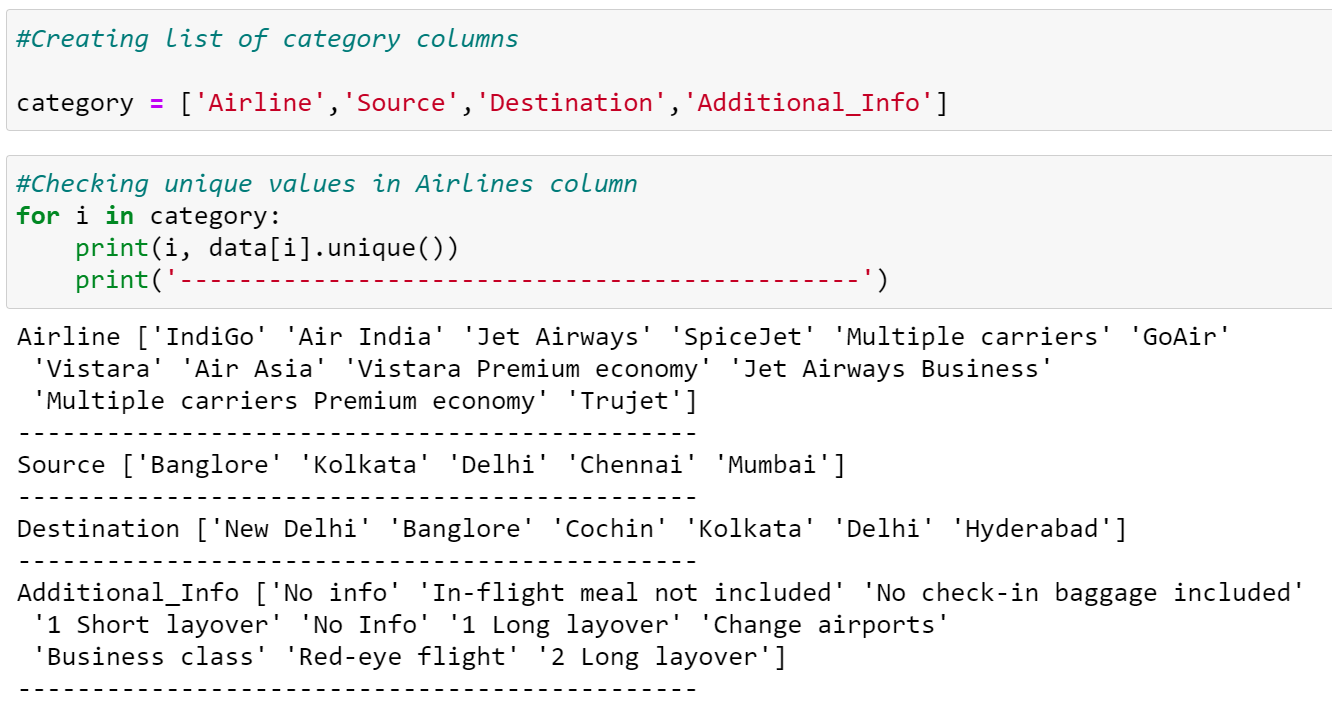 #Creating list of category columns
category = ['Airline','Source','Destination','Additional_Info']
#Checking unique values in Airlines column
for i in category:
    print(i, data[i].unique())
    print('----------------------------------------------')
Airline ['IndiGo' 'Air India' 'Jet Airways' 'SpiceJet' 'Multiple carriers' 'GoAir'
 'Vistara' 'Air Asia' 'Vistara Premium economy' 'Jet Airways Business'
 'Multiple carriers Premium economy' 'Trujet']
----------------------------------------------
Source ['Banglore' 'Kolkata' 'Delhi' 'Chennai' 'Mumbai']
----------------------------------------------
Destination ['New Delhi' 'Banglore' 'Cochin' 'Kolkata' 'Delhi' 'Hyderabad']
----------------------------------------------
Additional_Info ['No info' 'In-flight meal not included' 'No check-in baggage included'
 '1 Short layover' 'No Info' '1 Long layover' 'Change airports'
 'Business class' 'Red-eye flight' '2 Long layover']
----------------------------------------------